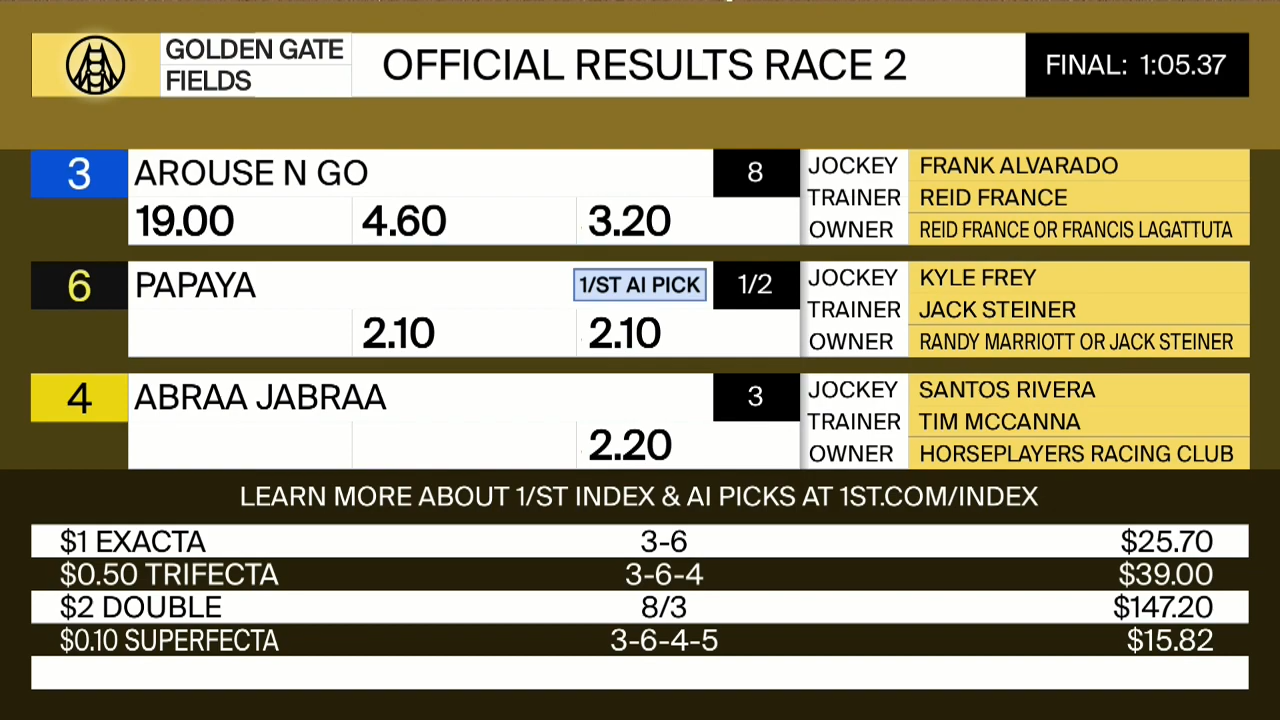 GOLDEN GATE
FIELDS
OFFICIAL RESULTS RACE 2
FINAL: 1:05.37
3 AROUSE N GO 8
19.00 4.60 3.20
JOCKEY FRANK ALVARADO
TRAINER REID FRANCE
OWNER REID FRANCE OR FRANCIS LAGATTUTA
6 PAPAYA 1/ST AI PICK 1/2
2.10 2.10
JOCKEY KYLE FREY
TRAINER JACK STEINER
OWNER RANDY MARRIOTT OR JACK STEINER
4 ABRAA JABRAA 3
2.20
JOCKEY SANTOS RIVERA
TRAINER TIM MCCANNA
OWNER HORSEPLAYERS RACING CLUB
LEARN MORE ABOUT 1/ST INDEX & AI PICKS AT 1ST.COM/INDEX
$1 EXACTA 3-6 $25.70
$0.50 TRIFECTA 3-6-4 $39.00
$2 DOUBLE 8/3 $147.20
$0.10 SUPERFECTA 3-6-4-5 $15.82